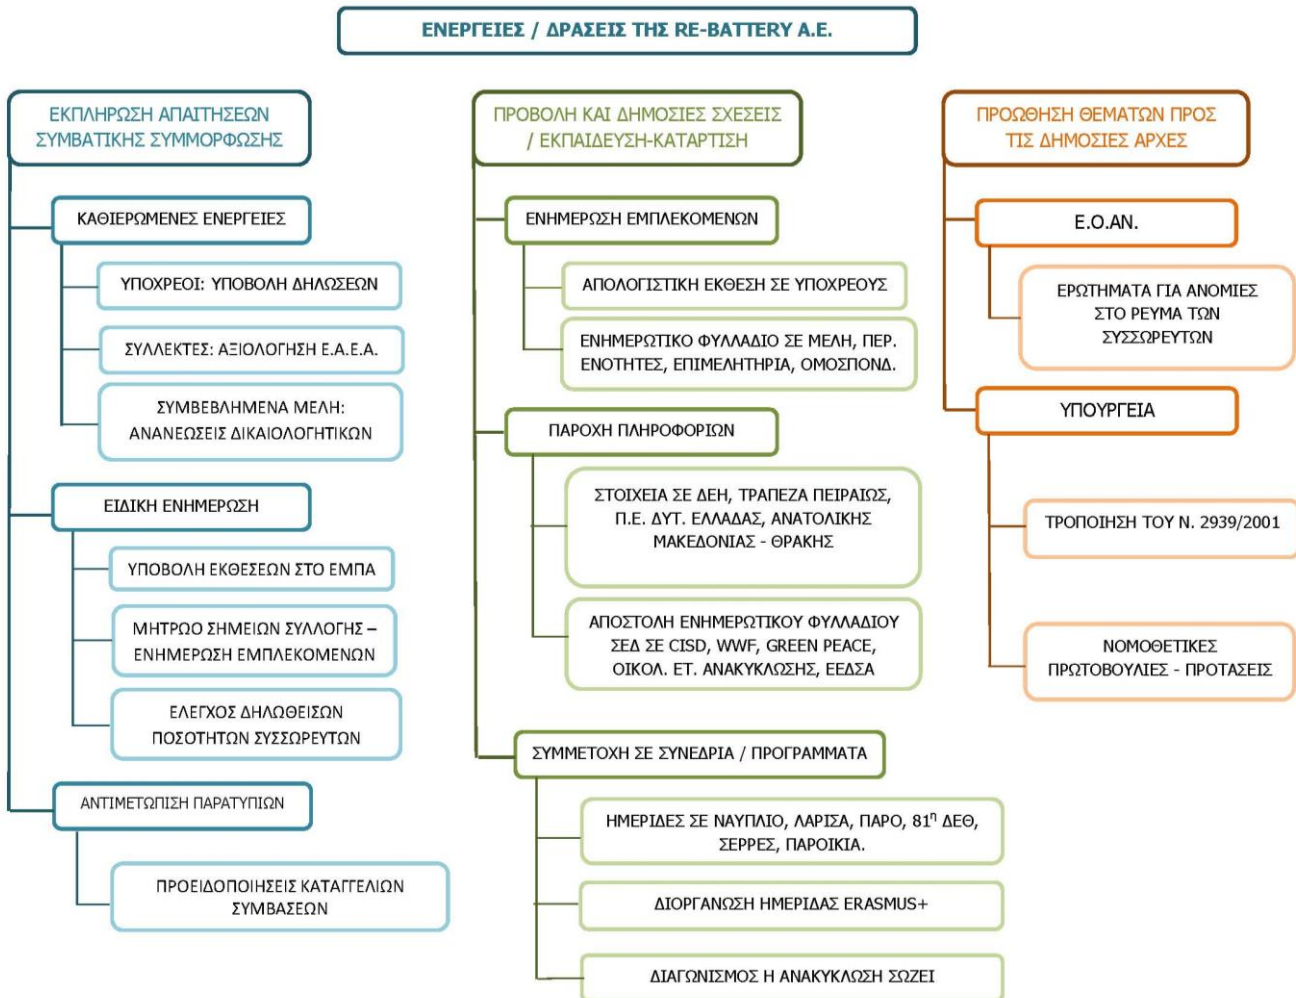 ΕΝΕΡΓΕΙΕΣ / ΔΡΑΣΕΙΣ ΤΗΣ RE-BATTERY Α.Ε.
ΕΚΠΛΗΡΩΣΗ ΑΠΑΙΤΗΣΕΩΝ
ΣΥΜΒΑΤΙΚΗΣ ΣΥΜΜΟΡΦΩΣΗΣ
ΚΑΘΙΕΡΩΜΕΝΕΣ ΕΝΕΡΓΕΙΕΣ
ΥΠΟΧΡΕΟΙ: ΥΠΟΒΟΛΗ ΔΗΛΩΣΕΩΝ
ΣΥΛΛΕΚΤΕΣ: ΑΞΙΟΛΟΓΗΣΗ Ε.Α.Ε.Α.
ΣΥΜΒΕΒΛΗΜΕΝΑ ΜΕΛΗ:
ΑΝΑΝΕΩΣΕΙΣ ΔΙΚΑΙΟΛΟΓΗΤΙΚΩΝ
ΕΙΔΙΚΗ ΕΝΗΜΕΡΩΣΗ
ΥΠΟΒΟΛΗ ΕΚΘΕΣΕΩΝ ΣΤΟ ΕΜΠΑ
ΜΗΤΡΩΟ ΣΗΜΕΙΩΝ ΣΥΛΛΟΓΗΣ –
ΕΝΗΜΕΡΩΣΗ ΕΜΠΛΕΚΟΜΕΝΩΝ
ΕΛΕΓΧΟΣ ΔΗΛΩΘΕΙΣΩΝ
ΠΟΣΟΤΗΤΩΝ ΣΥΣΣΩΡΕΥΤΩΝ
ΑΝΤΙΜΕΤΩΠΙΣΗ ΠΑΡΑΤΥΠΙΩΝ
ΠΡΟΕΙΔΟΠΟΙΗΣΕΙΣ ΚΑΤΑΓΓΕΛΙΩΝ
ΣΥΜΒΑΣΕΩΝ
ΠΡΟΒΟΛΗ ΚΑΙ ΔΗΜΟΣΙΕΣ ΣΧΕΣΕΙΣ
/ ΕΚΠΑΙΔΕΥΣΗ-ΚΑΤΑΡΤΙΣΗ
ΕΝΗΜΕΡΩΣΗ ΕΜΠΛΕΚΟΜΕΝΩΝ
ΑΠΟΛΟΓΙΣΤΙΚΗ ΕΚΘΕΣΗ ΣΕ ΥΠΟΧΡΕΟΥΣ
ΕΝΗΜΕΡΩΤΙΚΟ ΦΥΛΛΑΔΙΟ ΣΕ ΜΕΛΗ, ΠΕΡ.
ΕΝΟΤΗΤΕΣ, ΕΠΙΜΕΛΗΤΗΡΙΑ, ΟΜΟΣΠΟΝΔ.
ΠΑΡΟΧΗ ΠΛΗΡΟΦΟΡΙΩΝ
ΣΤΟΙΧΕΙΑ ΣΕ ΔΕΗ, ΤΡΑΠΕΖΑ ΠΕΙΡΑΙΩΣ,
Π.Ε. ΔΥΤ. ΕΛΛΑΔΑΣ, ΑΝΑΤΟΛΙΚΗΣ
ΜΑΚΕΔΟΝΙΑΣ - ΘΡΑΚΗΣ
ΑΠΟΣΤΟΛΗ ΕΝΗΜΕΡΩΤΙΚΟΥ ΦΥΛΛΑΔΙΟΥ
ΣΕΔ ΣΕ CISD, WWF, GREEN PEACE,
ΟΙΚΟΛ. ΕΤ. ΑΝΑΚΥΚΛΩΣΗΣ, ΕΕΔΣΑ
ΣΥΜΜΕΤΟΧΗ ΣΕ ΣΥΝΕΔΡΙΑ / ΠΡΟΓΡΑΜΜΑΤΑ
ΗΜΕΡΙΔΕΣ ΣΕ ΝΑΥΠΛΙΟ, ΛΑΡΙΣΑ, ΠΑΡΟ, 81η ΔΕΘ,
ΣΕΡΡΕΣ, ΠΑΡΟΙΚΙΑ.
ΔΙΟΡΓΑΝΩΣΗ ΗΜΕΡΙΔΑΣ ERASMUS+
ΔΙΑΓΩΝΙΣΜΟΣ Η ΑΝΑΚΥΚΛΩΣΗ ΣΩΖΕΙ
ΠΡΟΩΘΗΣΗ ΘΕΜΑΤΩΝ ΠΡΟΣ
ΤΙΣ ΔΗΜΟΣΙΕΣ ΑΡΧΕΣ
Ε.Ο.ΑΝ.
ΕΡΩΤΗΜΑΤΑ ΓΙΑ ΑΝΟΜΙΕΣ
ΣΤΟ ΡΕΥΜΑ ΤΩΝ
ΣΥΣΣΩΡΕΥΤΩΝ
ΥΠΟΥΡΓΕΙΑ
ΤΡΟΠΟΙΗΣΗ ΤΟΥ Ν. 2939/2001
ΝΟΜΟΘΕΤΙΚΕΣ
ΠΡΩΤΟΒΟΥΛΙΕΣ - ΠΡΟΤΑΣΕΙΣ